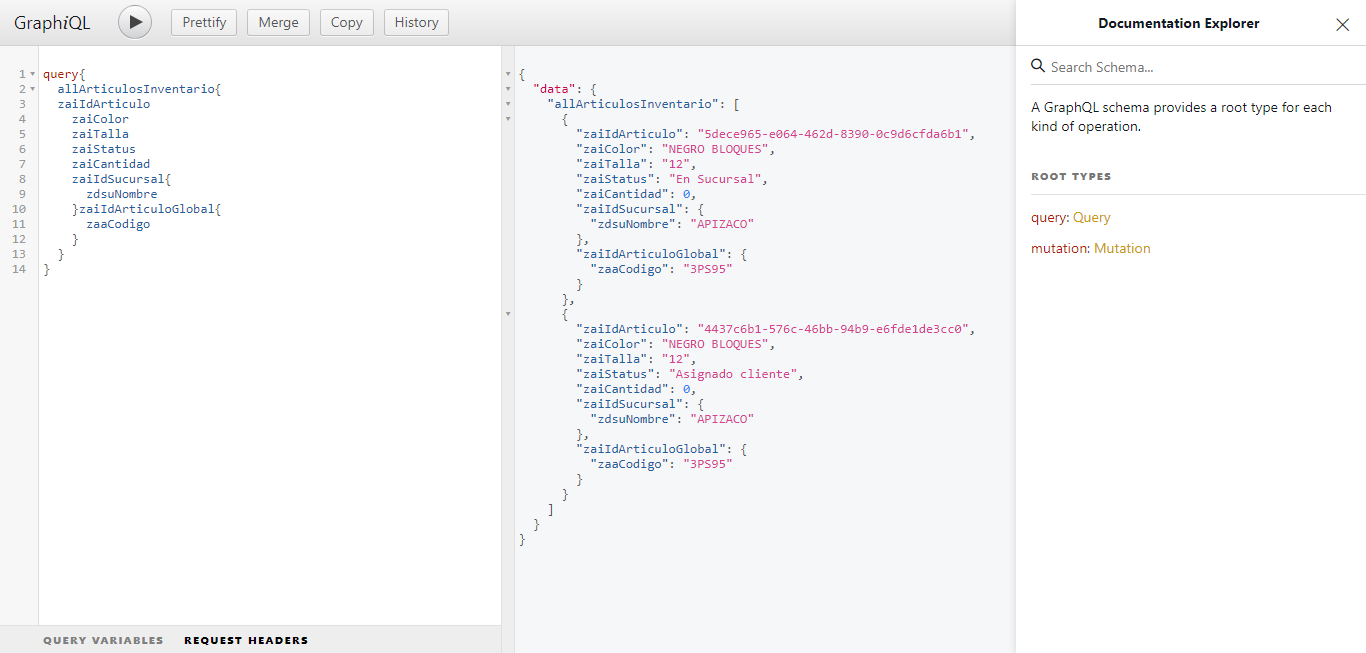 GraphiQL
Prettify
Merge
Copy
History
1 query{
2   allArticulosInventario{
3   zaiIdArticulo
4     zaiColor
5     zaiTalla
6     zaiStatus
7     zaiCantidad
8     zaiIdSucursal{
9       zdsuNombre
10     }zaiIdArticuloGlobal{
11       zaaCodigo
12     }
13   }
14 }
QUERY VARIABLES
REQUEST HEADERS
{
  "data": {
    "allArticulosInventario": [
      {
        "zaiIdArticulo": "5dece965-e064-462d-8390-0c9d6cfda6b1",
        "zaiColor": "NEGRO BLOQUES",
        "zaiTalla": "12",
        "zaiStatus": "En Sucursal",
        "zaiCantidad": 0,
        "zaiIdSucursal": {
          "zdsuNombre": "APIZACO"
        },
        "zaiIdArticuloGlobal": {
          "zaaCodigo": "3PS95"
        }
      },
      {
        "zaiIdArticulo": "4437c6b1-576c-46bb-94b9-e6fde1de3cc0",
        "zaiColor": "NEGRO BLOQUES",
        "zaiTalla": "12",
        "zaiStatus": "Asignado cliente",
        "zaiCantidad": 0,
        "zaiIdSucursal": {
          "zdsuNombre": "APIZACO"
        },
        "zaiIdArticuloGlobal": {
          "zaaCodigo": "3PS95"
        }
      }
    ]
  }
}
Documentation Explorer
Search Schema...
A GraphQL schema provides a root type for each
kind of operation.
ROOT TYPES
query: Query
mutation: Mutation